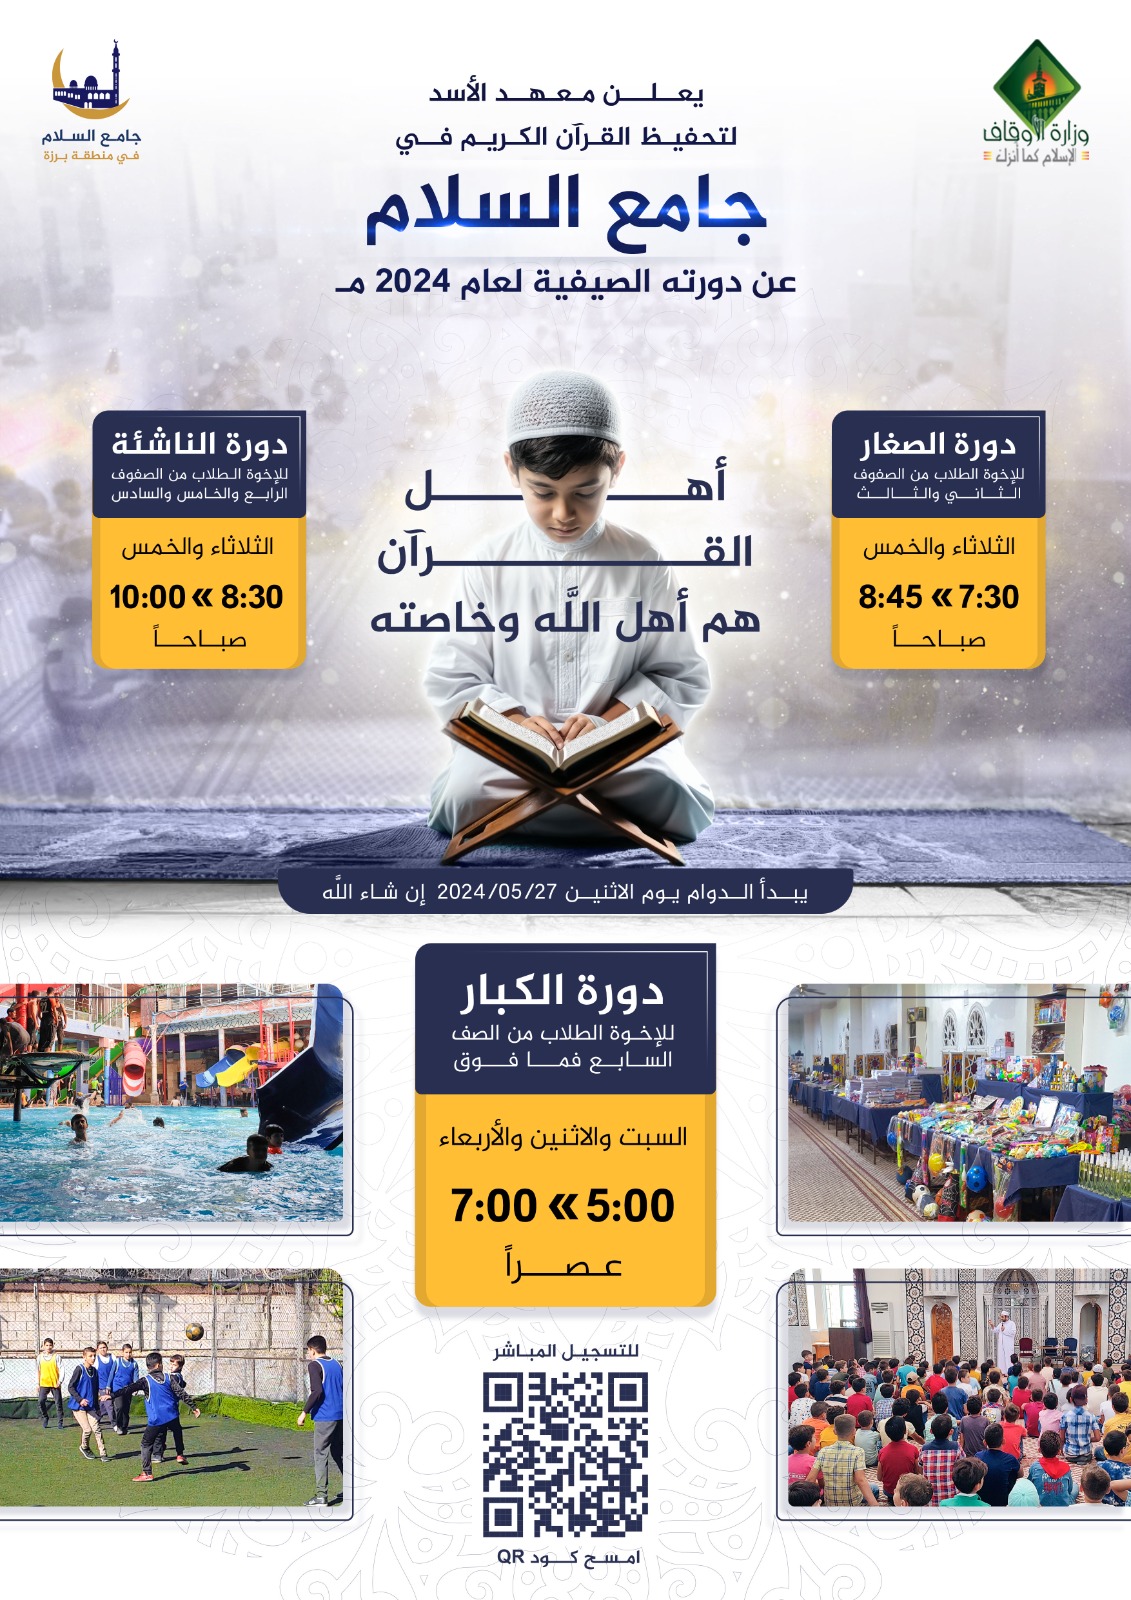 جامع السلام
في منطقة برزة
وزارة الأوقاف
الإسلام كما أنزل
يعلن معهد الأسد
لتحفيظ القرآن الكريم في
جامع السلام
عن دورته الصيفية لعام 2024 مـ
دورة الصغار
للإخوة الطلاب من الصفوف
الثاني والثالث
الثلاثاء والخمس
7:30 » 8:45
صباحاً
أهل
القرآن
هم أهل الله وخاصته
دورة الناشئة
للإخوة الطلاب من الصفوف
الرابع والخامس والسادس
الثلاثاء والخمس
8:30 » 10:00
صباحاً
يبدأ الدوام يوم الاثنين 2024/05/27 إن شاء الله
دورة الكبار
للإخوة الطلاب من الصف
السابع فما فوق
السبت والاثنين والأربعاء
5:00 » 7:00
عصراً
للتسجيل المباشر
امسح كود QR